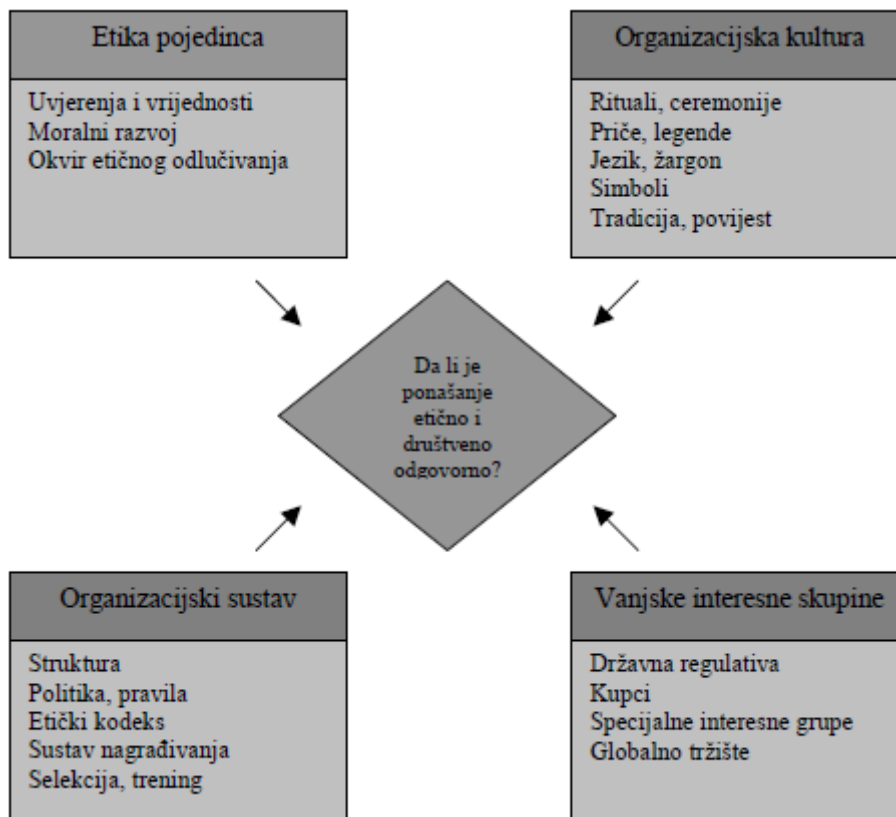 Etika pojedinca
Uvjerenja i vrijednosti
Moralni razvoj
Okvir etičnog odlučivanja
Organizacijska kultura
Rituali, ceremonije
Priče, legende
Jezik, žargon
Simboli
Tradicija, povijest
Da li je
ponašanje
etično i
društveno
odgovorno?
Organizacijski sustav
Struktura
Politika, pravila
Etički kodeks
Sustav nagrađivanja
Selekcija, trening
Vanjske interesne skupine
Državna regulativa
Kupci
Specijalne interesne grupe
Globalno tržište